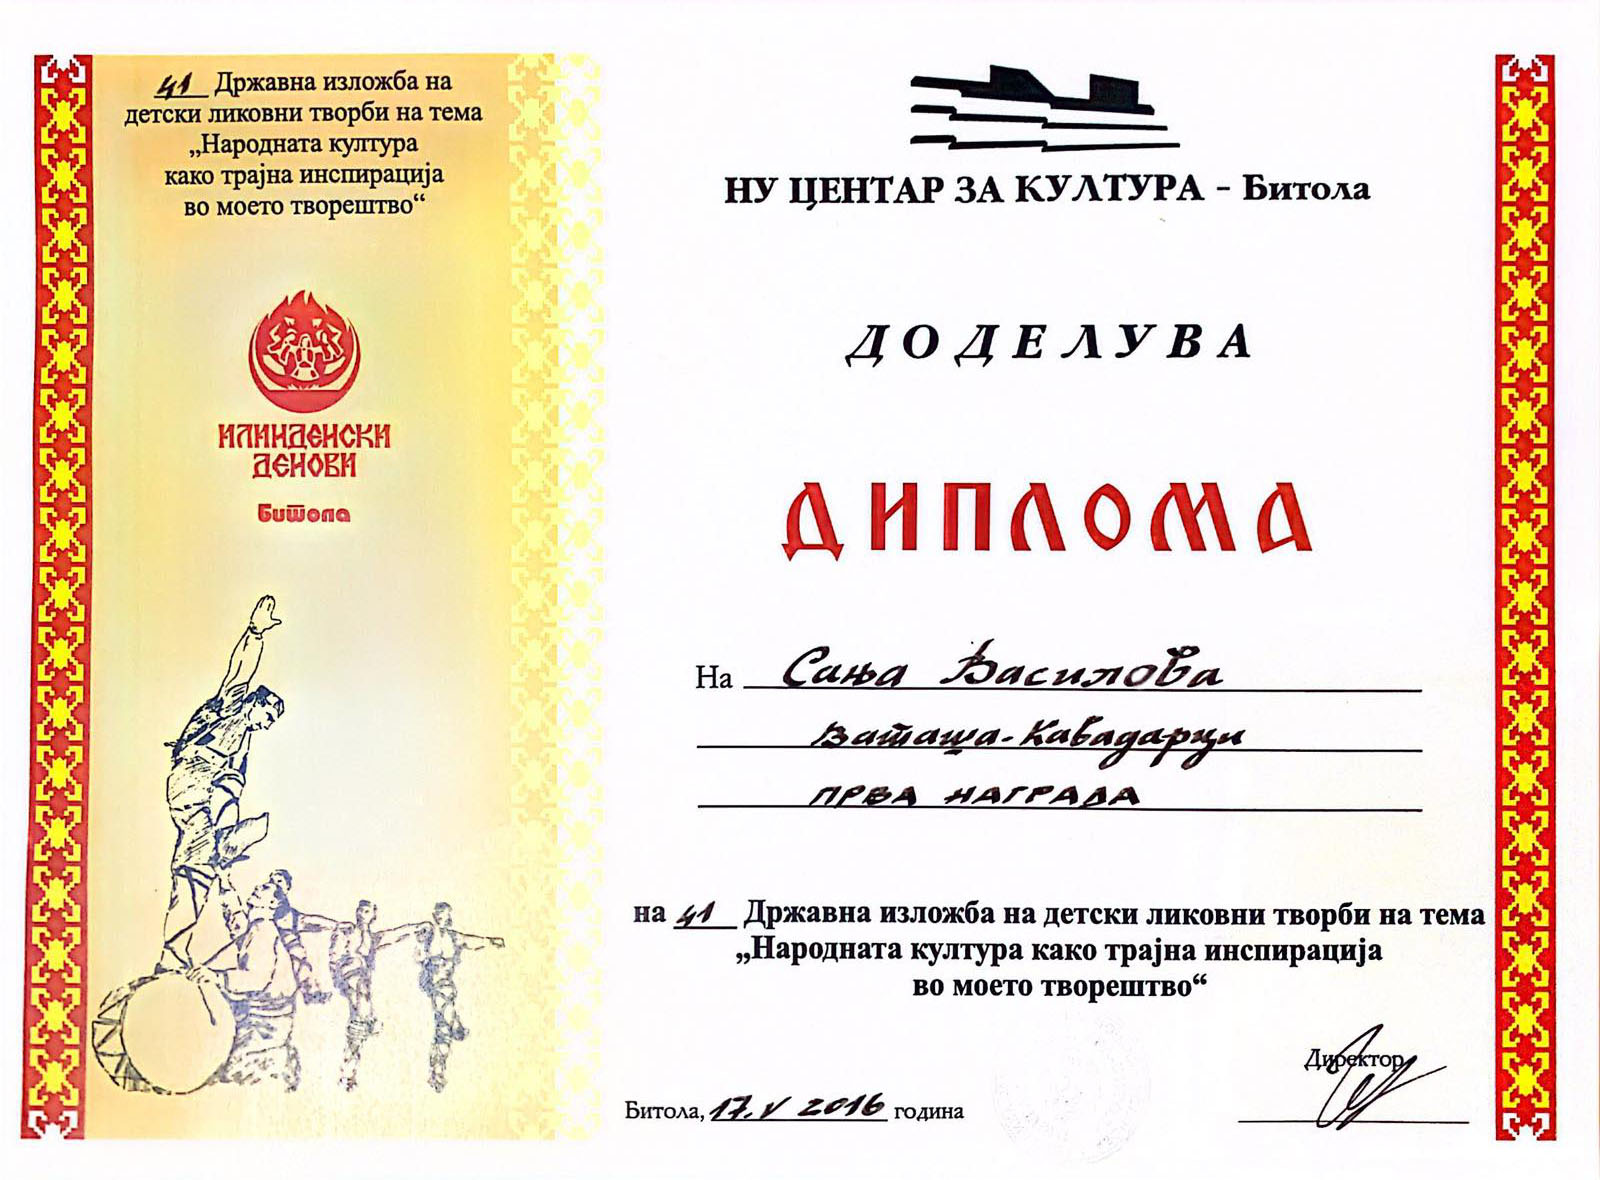 41 Државна изложба на
детски ликовни творби на тема
„Народната култура
како трајна инспирација
во моето творештво“
ИЛИНДЕНСКИ
ДЕНОВИ
Битола
НУ ЦЕНТАР ЗА КУЛТУРА - Битола
ДОДЕЛУВА
ДИПЛОМА
На Сања Василова
Ваташа-Кавадарци
ПРВА НАГРАДА
на 41 Државна изложба на детски ликовни творби на тема
„Народната култура како трајна инспирација
во моето творештво“
Директор
Битола, 17.V 2016 година